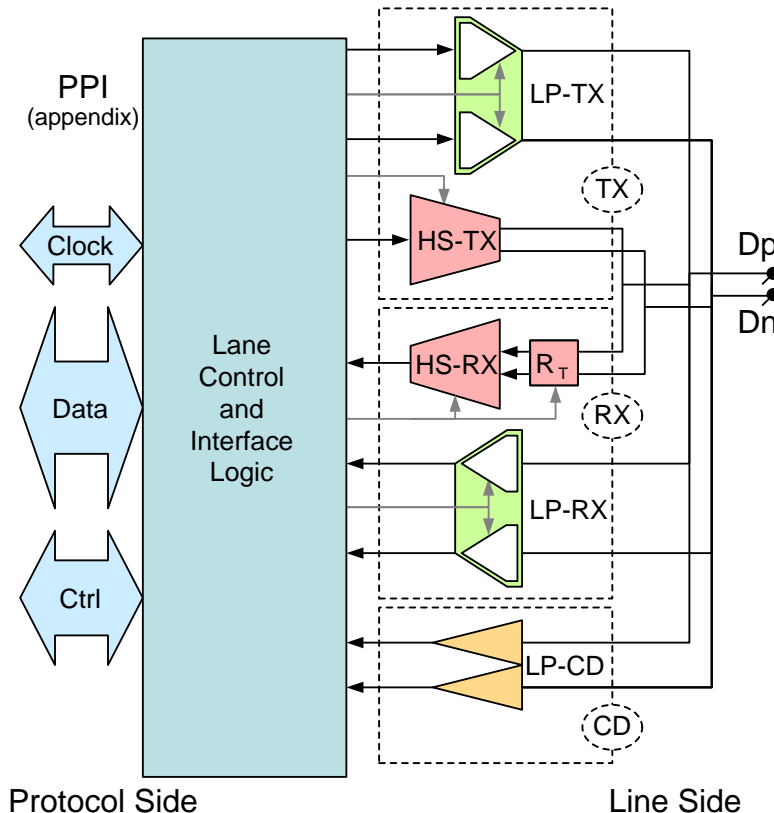 PPI
(appendix)
Clock
Data
Ctrl
Lane
Control
and
Interface
Logic
LP-TX
TX
HS-TX
HS-RX
RT
RX
LP-RX
LP-CD
CD
Dp
Dn
Protocol Side
Line Side